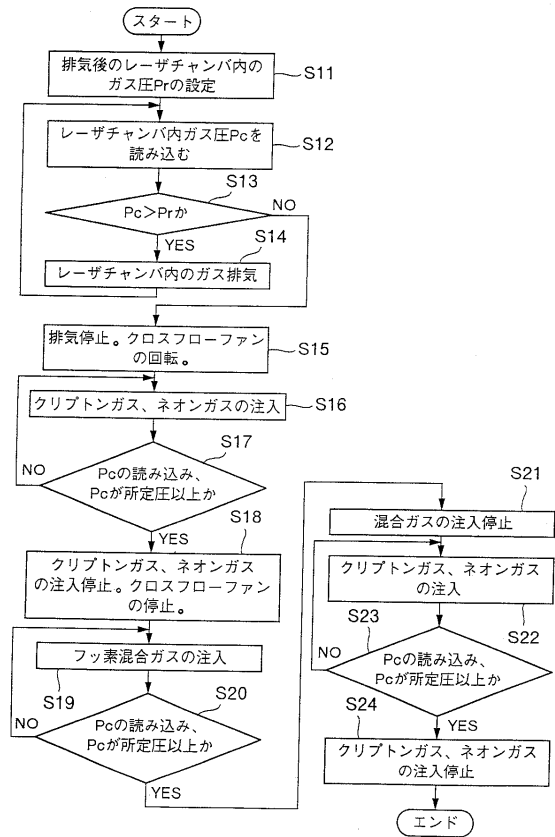 スタート
排気後のレーザチャンバ内の
ガス圧Prの設定
S11
レーザチャンバ内ガス圧Pcを
読み込む
S12
S13
Pc>Prか
NO
YES
S14
レーザチャンバ内のガス排気
排気停止。クロスフローファン
の回転。
S15
クリプトンガス、ネオンガスの注入
S16
S17
Pcの読み込み、
Pcが所定圧以上か
NO
YES
S18
クリプトンガス、ネオンガス
の注入停止。クロスフローファン
の停止。
フッ素混合ガスの注入
S19
S20
Pcの読み込み、
Pcが所定圧以上か
NO
YES
S21
混合ガスの注入停止
クリプトンガス、ネオンガス
の注入
S22
S23
Pcの読み込み、
Pcが所定圧以上か
NO
YES
S24
クリプトンガス、ネオンガス
の注入停止
エンド